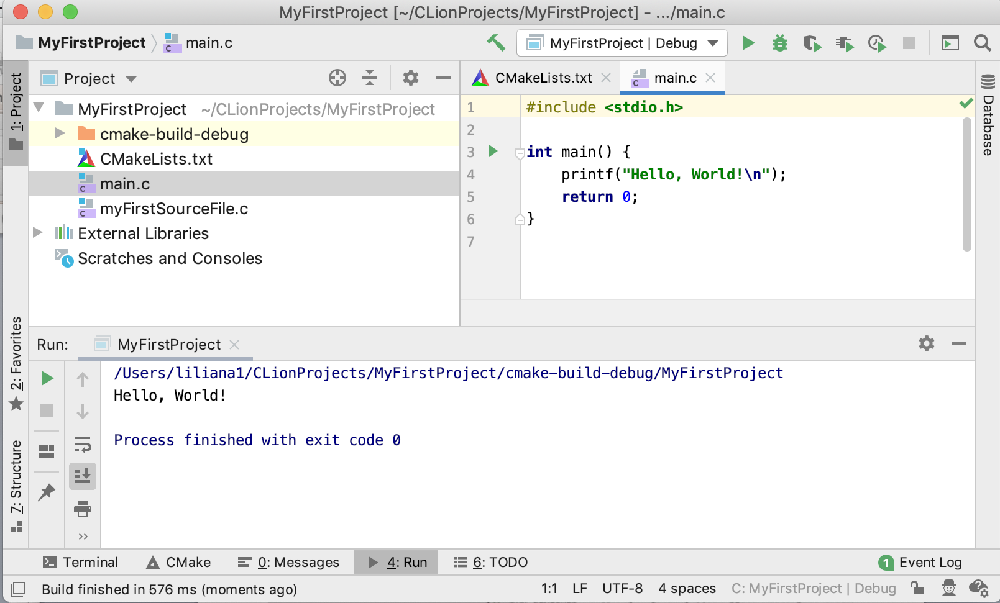 MyFirstProject [~/CLionProjects/MyFirstProject] - .../main.c
MyFirstProject main.c
MyFirstProject | Debug
1: Project
Project
CMakeLists.txt
main.c
MyFirstProject ~/CLionProjects/MyFirstProject
cmake-build-debug
CMakeLists.txt
main.c
myFirstSourceFile.c
External Libraries
Scratches and Consoles
1 #include <stdio.h>
2
3 int main() {
4     printf("Hello, World!\n");
5     return 0;
6 }
7
Database
2: Favorites
7: Structure
Run: MyFirstProject
/Users/liliana1/CLionProjects/MyFirstProject/cmake-build-debug/MyFirstProject
Hello, World!
Process finished with exit code 0
Terminal CMake 0: Messages 4: Run 6: TODO 1 Event Log
Build finished in 576 ms (moments ago) 1:1 LF UTF-8 4 spaces C: MyFirstProject | Debug